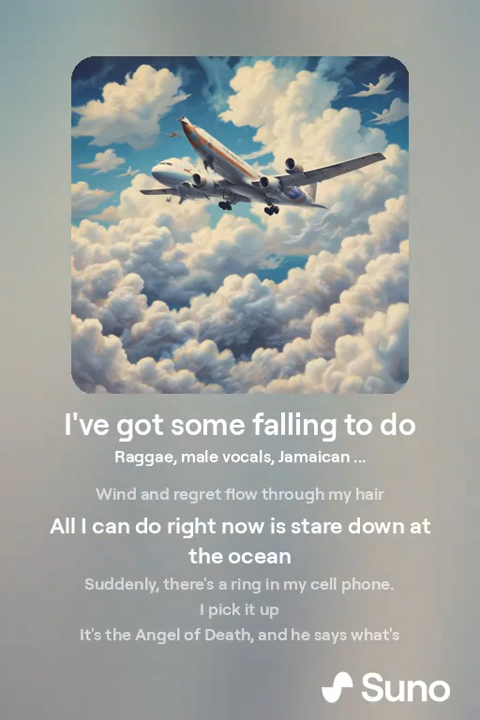 I've got some falling to do
Raggae, male vocals, Jamaican ...
Wind and regret flow through my hair
All I can do right now is stare down at
the ocean
Suddenly, there's a ring in my cell phone.
I pick it up
It's the Angel of Death, and he says what's
Suno